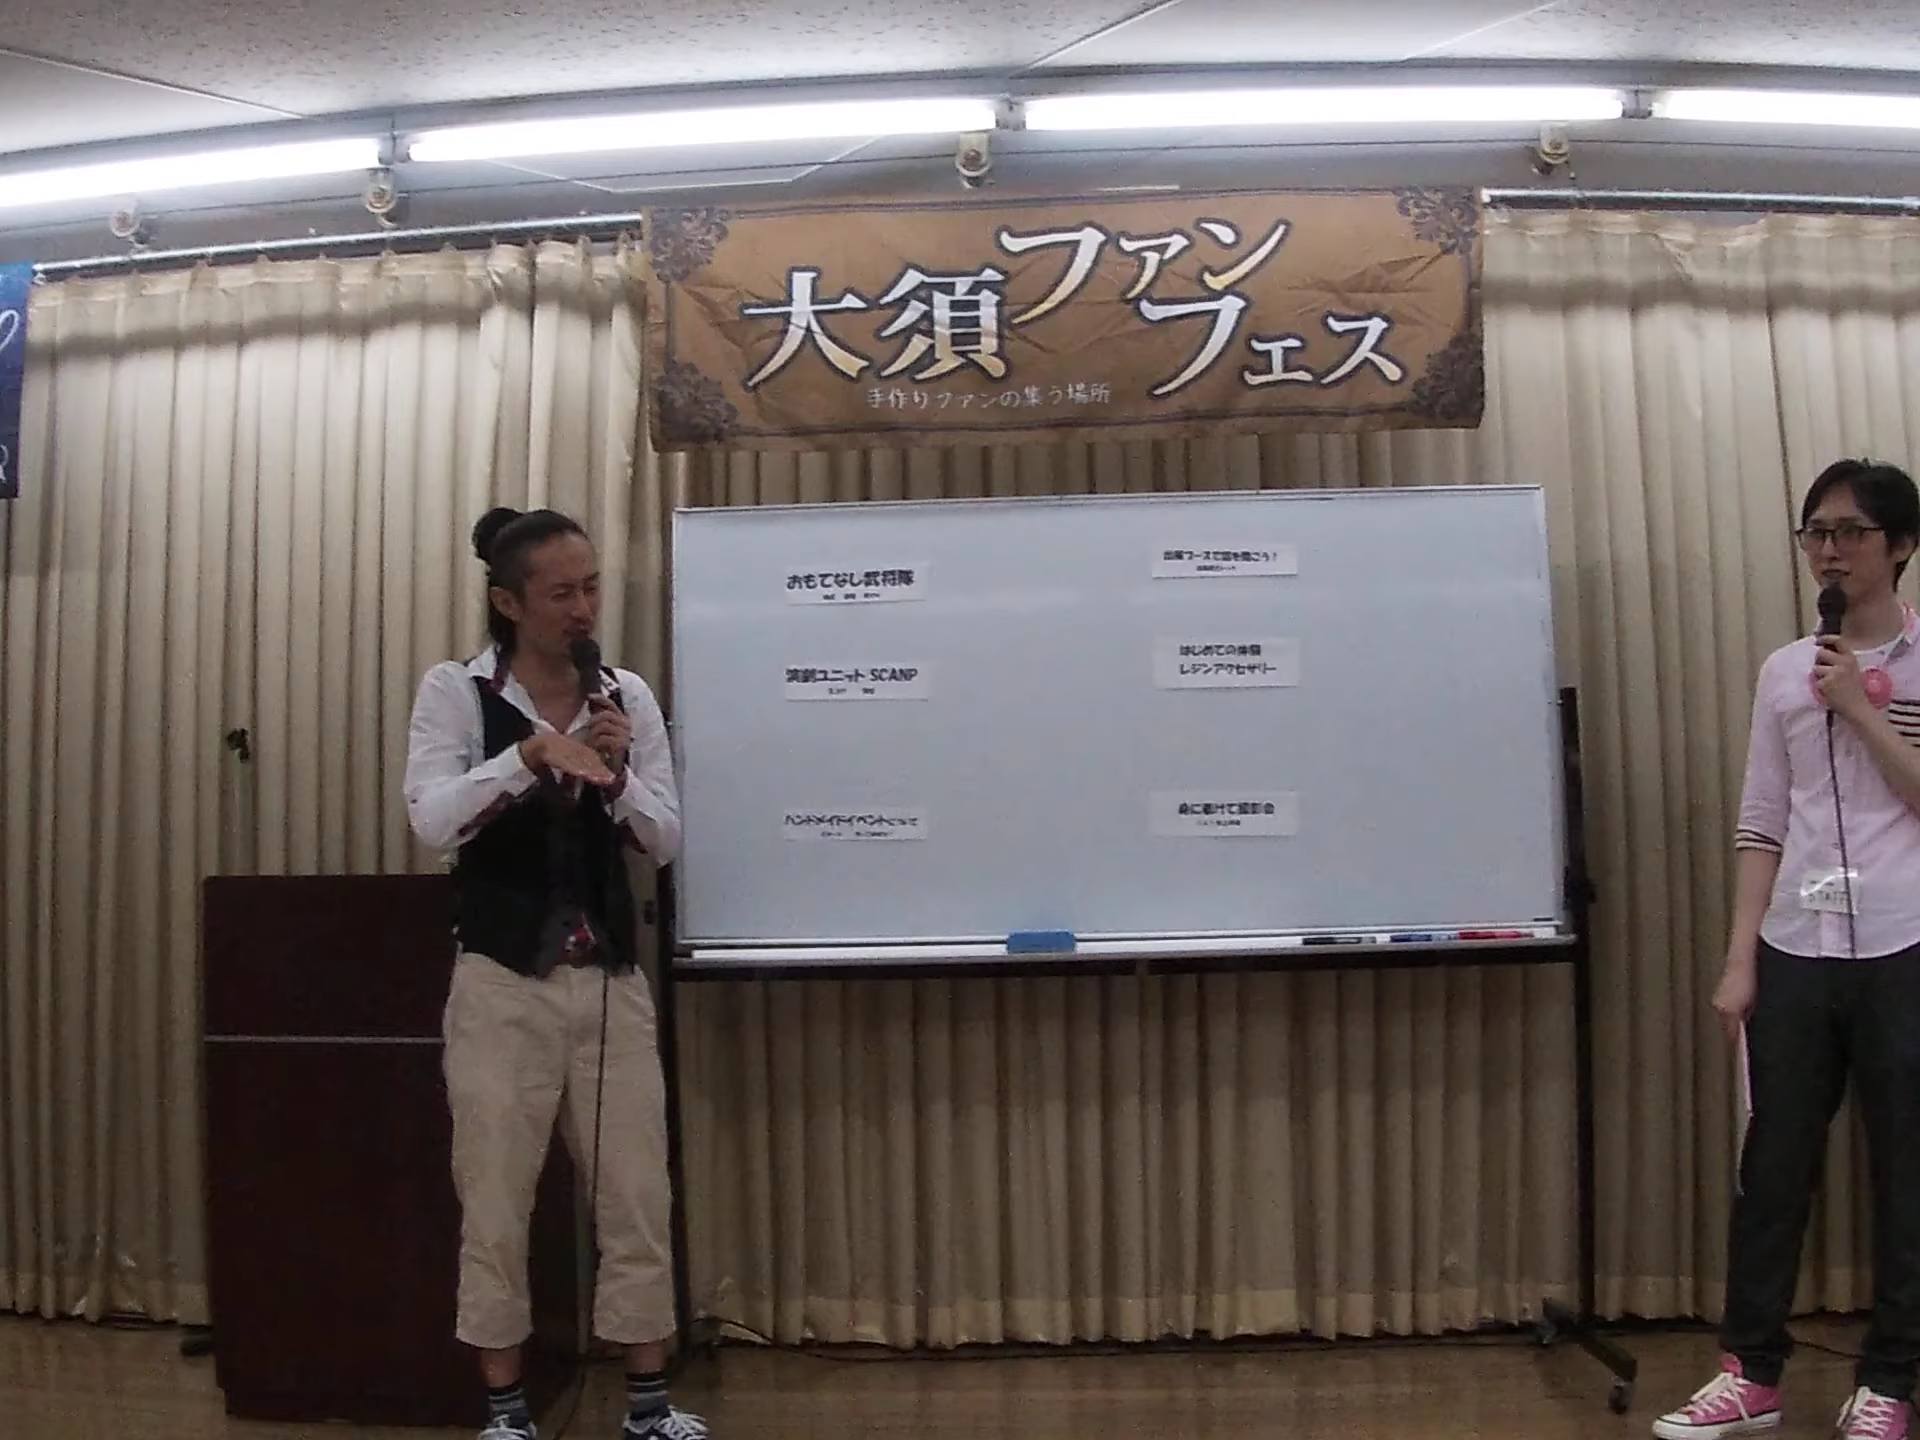 大須ファンフェス
手作りファンの集う場所
おもてなし武将隊
演劇ユニット SCANP
ハンドメイドイベントについて
出展ブースで話を聞こう！
はじめての体験
レジンアクセサリー
身に着けて撮影会
STAFF